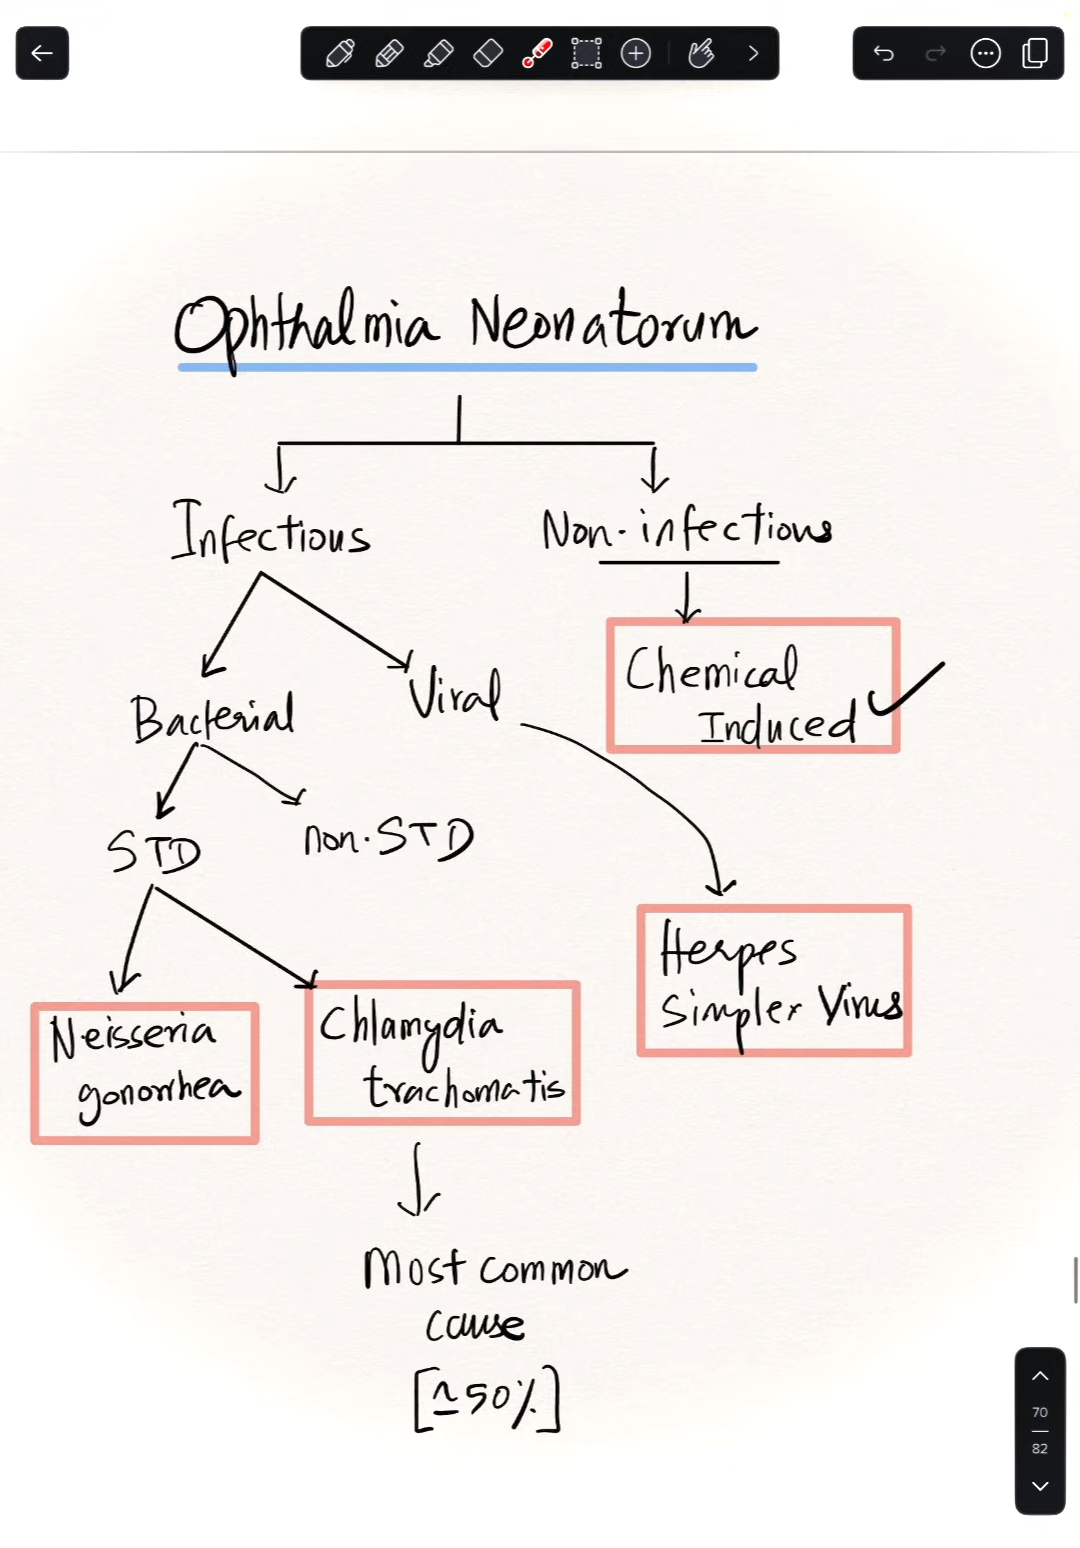 Ophthalmia Neonatorum
Infectious
Non-infectious
Bacterial
Viral
Chemical
Induced
STD
non-STD
Herpes
Simplex Virus
Neisseria
gonorrhea
Chlamydia
trachomatis
Most common
cause
[≃50%]
70
82